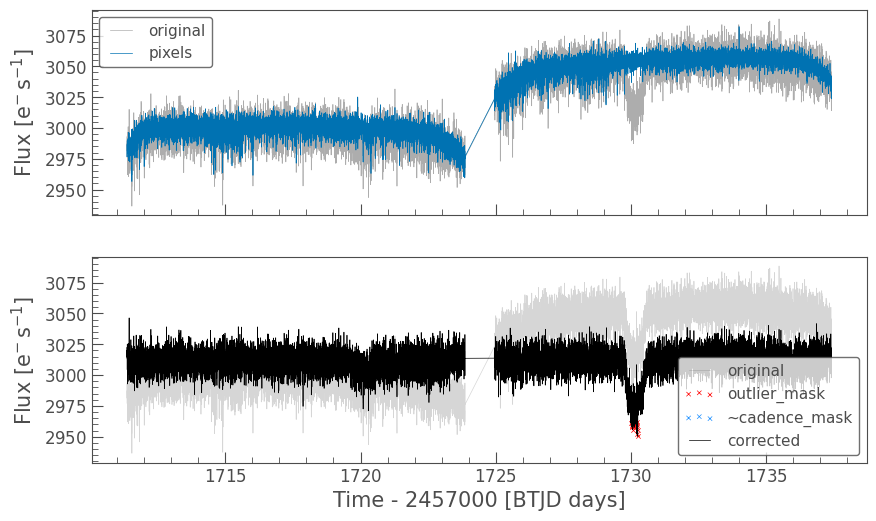 3075
3050
3025
3000
2975
2950
Flux [e⁻ s⁻¹]
original
pixels
3075
3050
3025
3000
2975
2950
Flux [e⁻ s⁻¹]
original
outlier_mask
~cadence_mask
corrected
1715 1720 1725 1730 1735
Time - 2457000 [BTJD days]